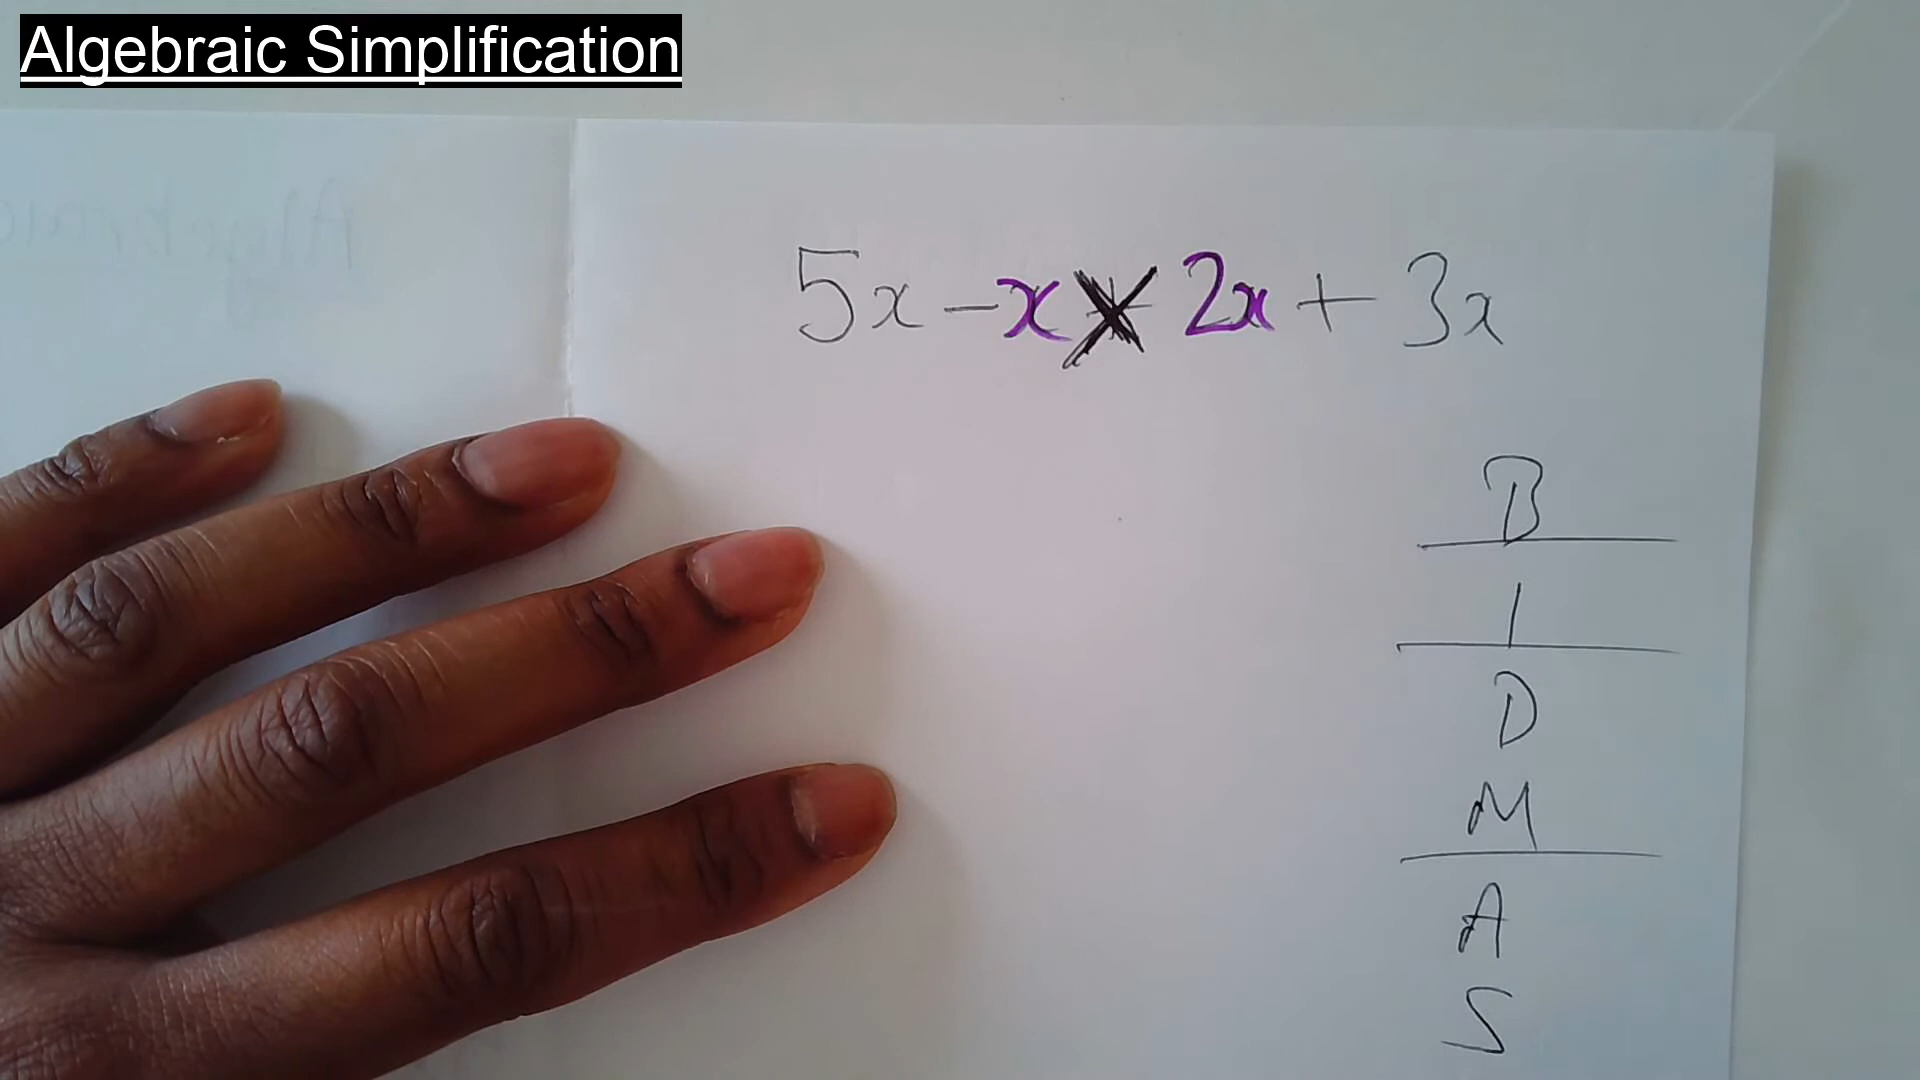 Algebraic Simplification
5x - x × 2x + 3x
B
I
D
M
A
S